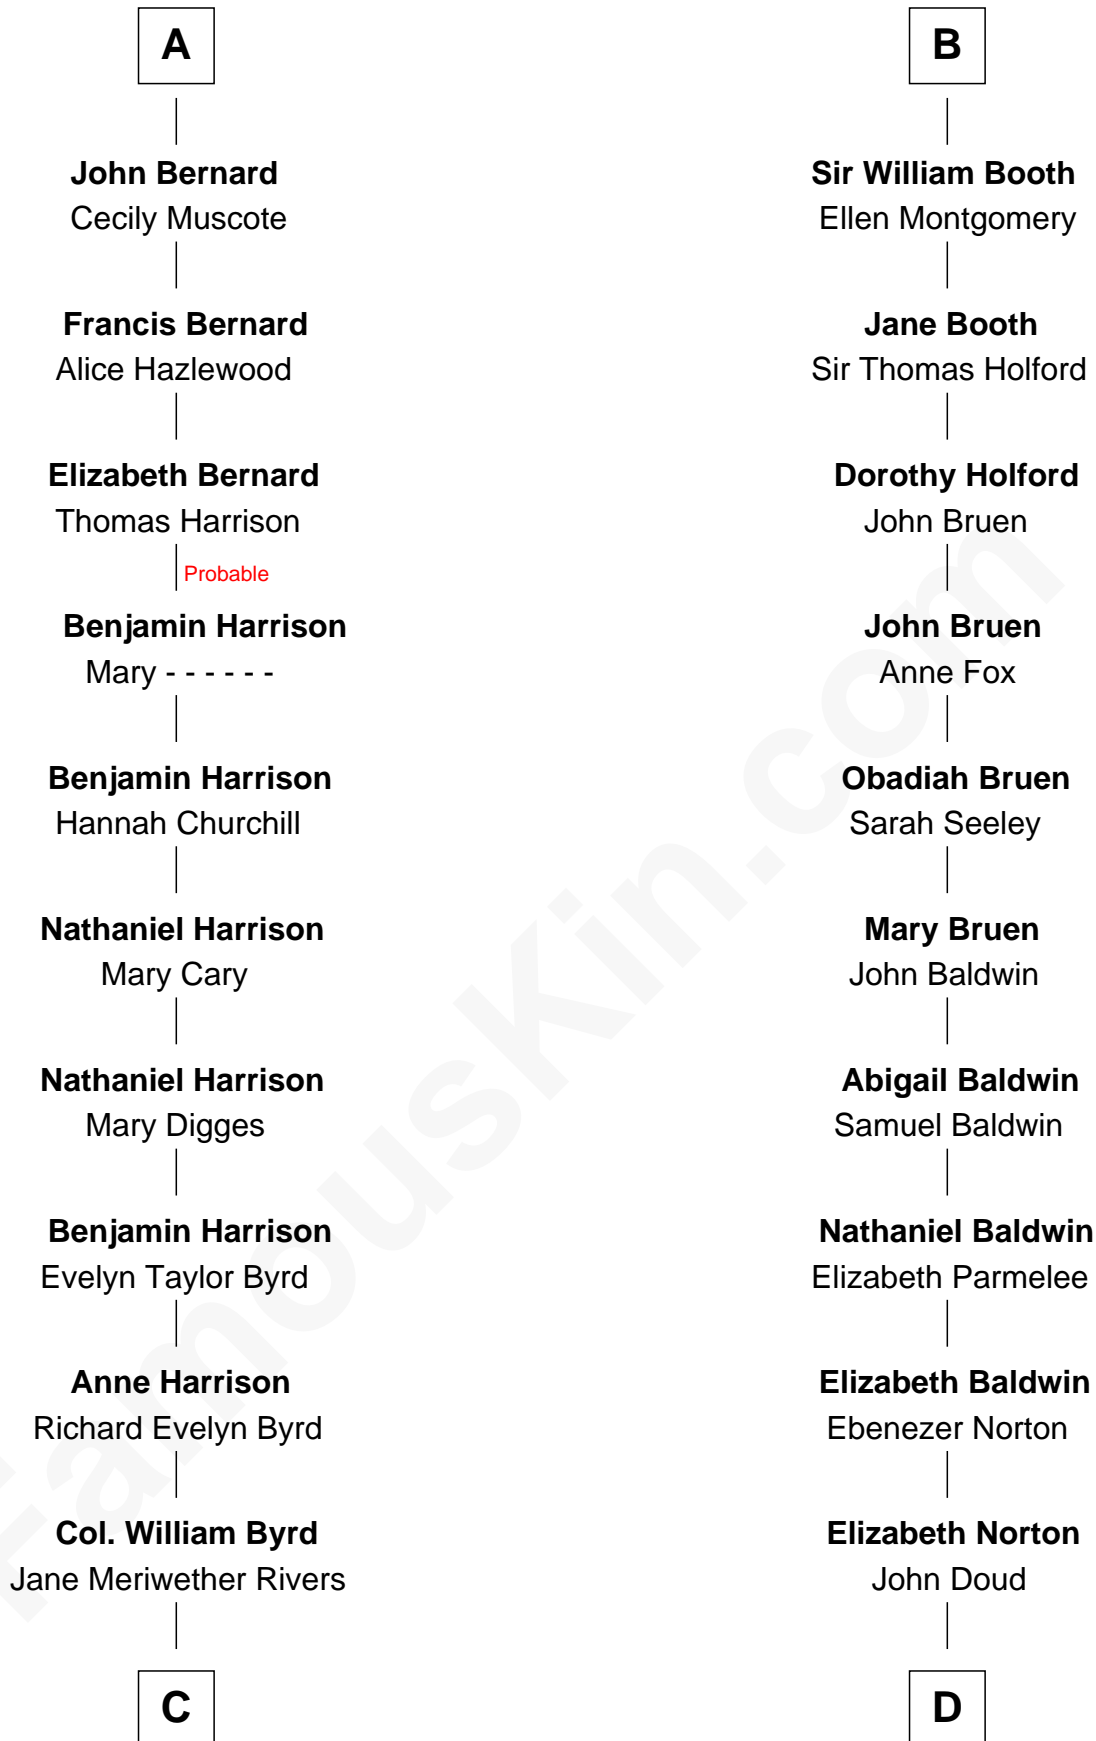 A
John Bernard
Cecily Muscote
Francis Bernard
Alice Hazlewood
Elizabeth Bernard
Thomas Harrison
Probable
Benjamin Harrison
Mary - - - - - -
Benjamin Harrison
Hannah Churchill
Nathaniel Harrison
Mary Cary
Nathaniel Harrison
Mary Digges
Benjamin Harrison
Evelyn Taylor Byrd
Anne Harrison
Richard Evelyn Byrd
Col. William Byrd
Jane Meriwether Rivers
C
B
Sir William Booth
Ellen Montgomery
Jane Booth
Sir Thomas Holford
Dorothy Holford
John Bruen
John Bruen
Anne Fox
Obadiah Bruen
Sarah Seeley
Mary Bruen
John Baldwin
Abigail Baldwin
Samuel Baldwin
Nathaniel Baldwin
Elizabeth Parmelee
Elizabeth Baldwin
Ebenezer Norton
Elizabeth Norton
John Doud
D
FamousKin.com